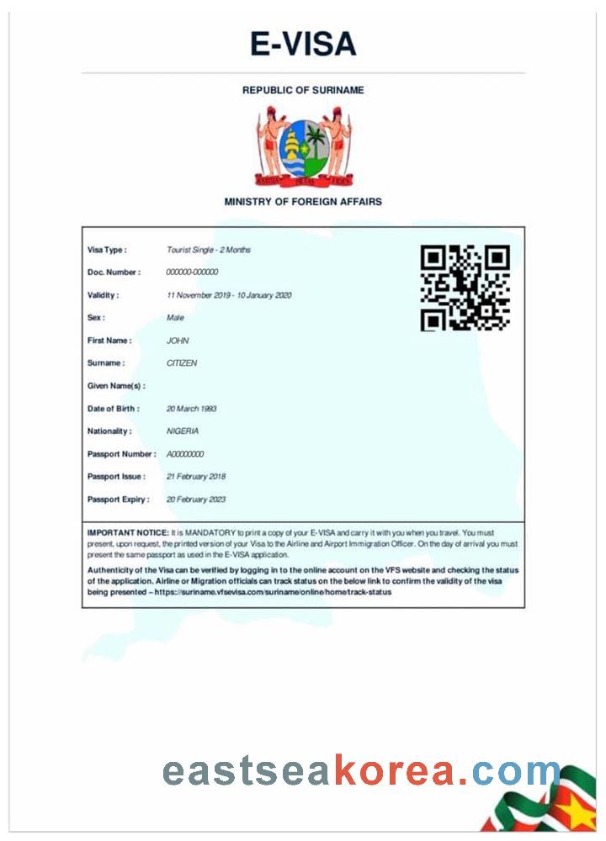 E-VISA
REPUBLIC OF SURINAME
JUSTITIA PIETAS FIDES
MINISTRY OF FOREIGN AFFAIRS
Visa Type : Tourist Single - 2 Months
Doc. Number : 000000-000000
Validity : 11 November 2019 - 10 January 2020
Sex : Male
First Name : JOHN
Surname : CITIZEN
Given Name(s) :
Date of Birth : 20 March 1993
Nationality : NIGERIA
Passport Number : A00000000
Passport Issue : 21 February 2018
Passport Expiry : 20 February 2023
IMPORTANT NOTICE: It is MANDATORY to print a copy of your E-VISA and carry it with you when you travel. You must
present, upon request, the printed version of your Visa to the Airline and Airport Immigration Officer. On the day of arrival you must
present the same passport as used in the E-VISA application.
Authenticity of the Visa can be verified by logging in to the online account on the VFS website and checking the status
of the application. Airline or Migration officials can track status on the below link to confirm the validity of the visa
being presented – https://suriname.vfsevisa.com/suriname/online/home/track-status
eastseakorea.com